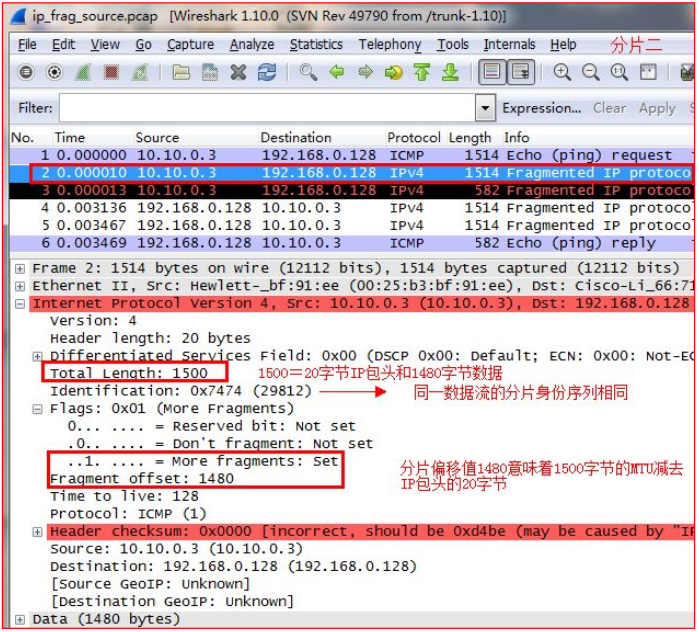 ip_frag_source.pcap [Wireshark 1.10.0 (SVN Rev 49790 from /trunk-1.10)]
File Edit View Go Capture Analyze Statistics Telephony Tools Internals Help 分片二
Filter: Expression... Clear Apply
No. Time Source Destination Protocol Length Info
1 0.000000 10.10.0.3 192.168.0.128 ICMP 1514 Echo (ping) request
2 0.000010 10.10.0.3 192.168.0.128 IPv4 1514 Fragmented IP protoco
3 0.000013 10.10.0.3 192.168.0.128 IPv4 582 Fragmented IP protoco
4 0.003136 192.168.0.128 10.10.0.3 IPv4 1514 Fragmented IP protoco
5 0.003467 192.168.0.128 10.10.0.3 IPv4 1514 Fragmented IP protoco
6 0.003469 192.168.0.128 10.10.0.3 ICMP 582 Echo (ping) reply
Frame 2: 1514 bytes on wire (12112 bits), 1514 bytes captured (12112 bits)
Ethernet II, Src: Hewlett-_bf:91:ee (00:25:b3:bf:91:ee), Dst: Cisco-Li_66:71
Internet Protocol Version 4, Src: 10.10.0.3 (10.10.0.3), Dst: 192.168.0.128
Version: 4
Header length: 20 bytes
Differentiated Services Field: 0x00 (DSCP 0x00: Default; ECN: 0x00: Not-EC
Total Length: 1500 1500＝20字节IP包头和1480字节数据
Identification: 0x7474 (29812) 同一数据流的分片身份序列相同
Flags: 0x01 (More Fragments)
0... .... = Reserved bit: Not set
.0.. .... = Don't fragment: Not set
..1. .... = More fragments: Set
分片偏移值1480意味着1500字节的MTU减去
Fragment offset: 1480
IP包头的20字节
Time to live: 128
Protocol: ICMP (1)
Header checksum: 0x0000 [incorrect, should be 0xd4be (may be caused by "IP
Source: 10.10.0.3 (10.10.0.3)
Destination: 192.168.0.128 (192.168.0.128)
[Source GeoIP: Unknown]
[Destination GeoIP: Unknown]
Data (1480 bytes)